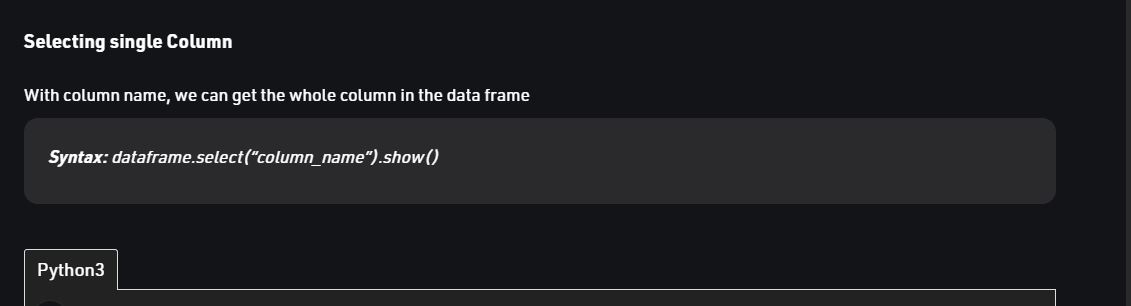 Selecting single Column
With column name, we can get the whole column in the data frame
Syntax: dataframe.select(“column_name”).show()
Python3